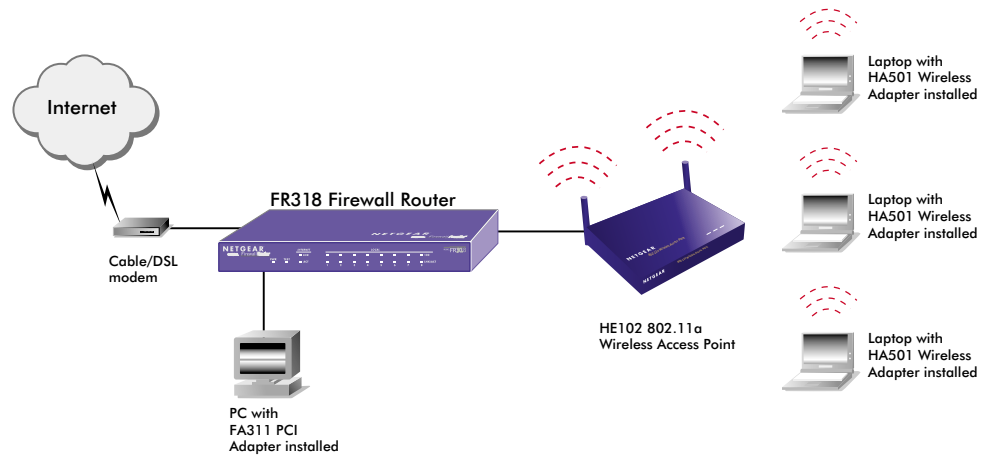 Internet
Cable/DSL
modem
FR318 Firewall Router
NETGEAR
NETGEAR
PC with
FA311 PCI
Adapter installed
NETGEAR
NETGEAR
HE102 802.11a
Wireless Access Point
Laptop with
HA501 Wireless
Adapter installed
Laptop with
HA501 Wireless
Adapter installed
Laptop with
HA501 Wireless
Adapter installed